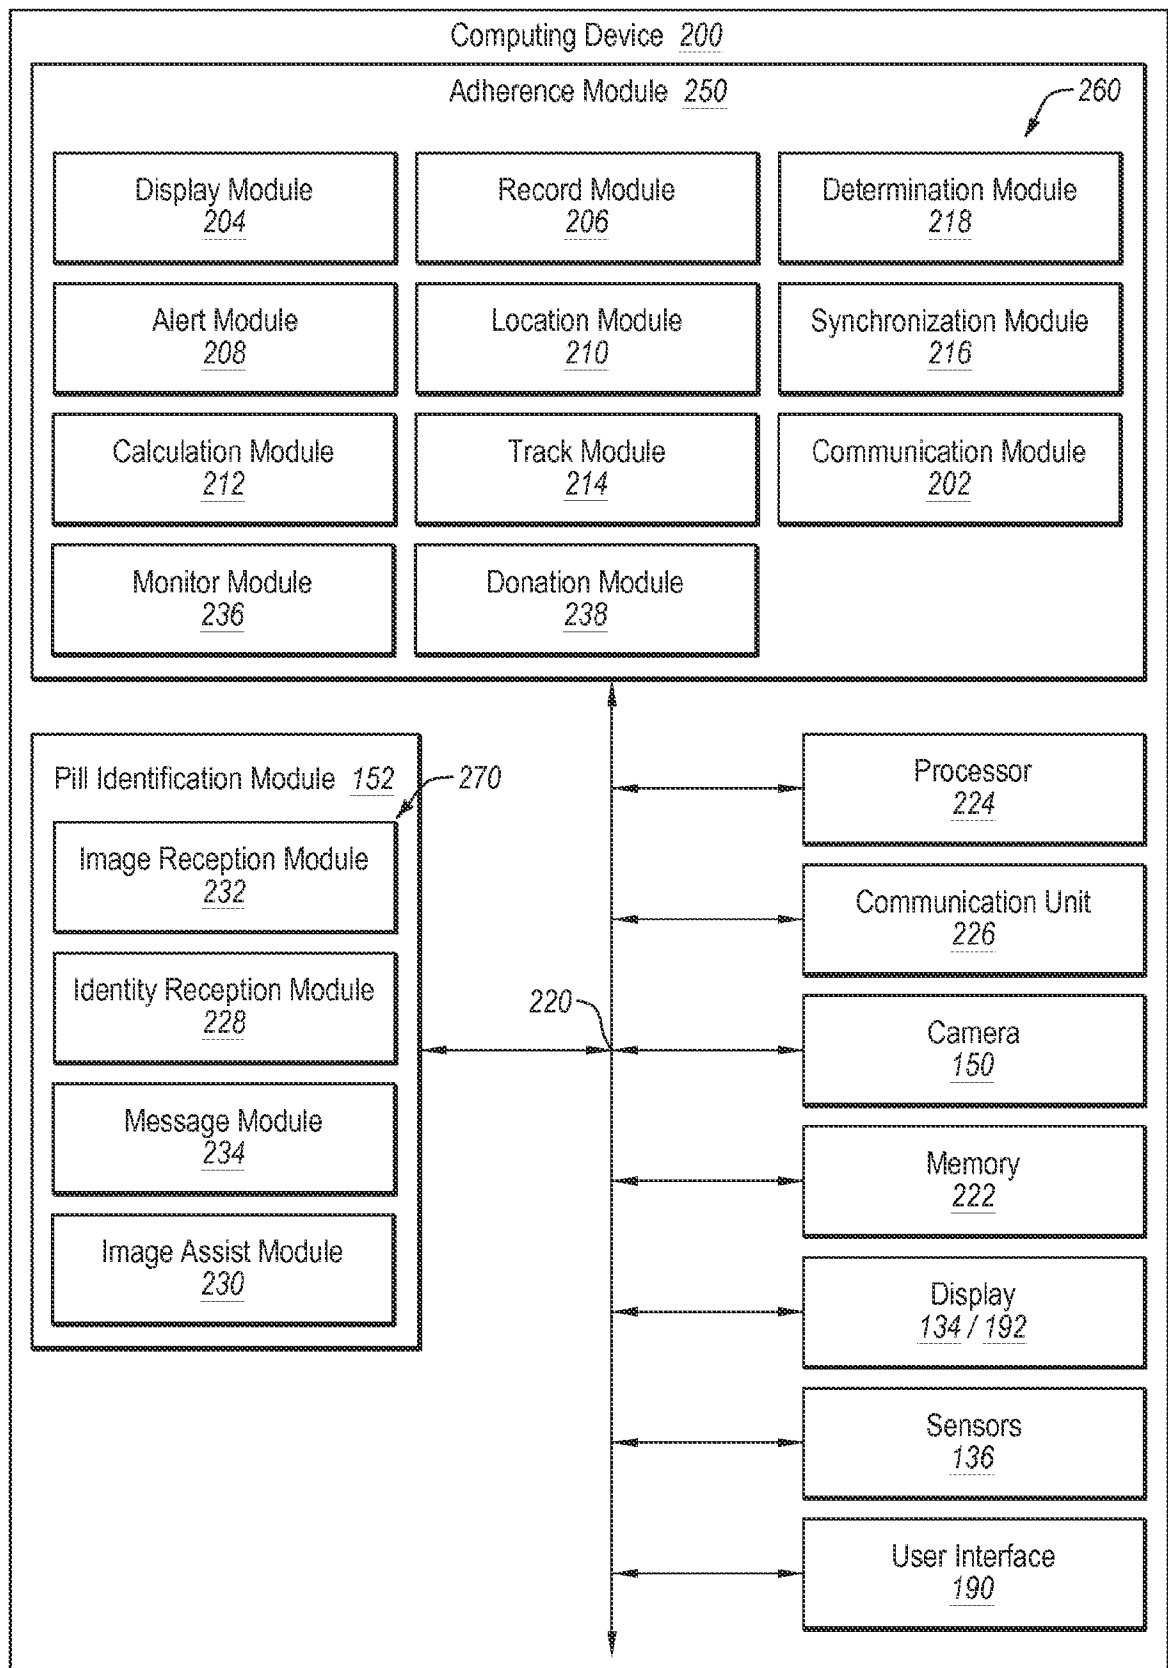 Computing Device 200
Adherence Module 250
260
Display Module
204
Record Module
206
Determination Module
218
Alert Module
208
Location Module
210
Synchronization Module
216
Calculation Module
212
Track Module
214
Communication Module
202
Monitor Module
236
Donation Module
238
Pill Identification Module 152
270
Image Reception Module
232
Identity Reception Module
228
Message Module
234
Image Assist Module
230
220
Processor
224
Communication Unit
226
Camera
150
Memory
222
Display
134 / 192
Sensors
136
User Interface
190